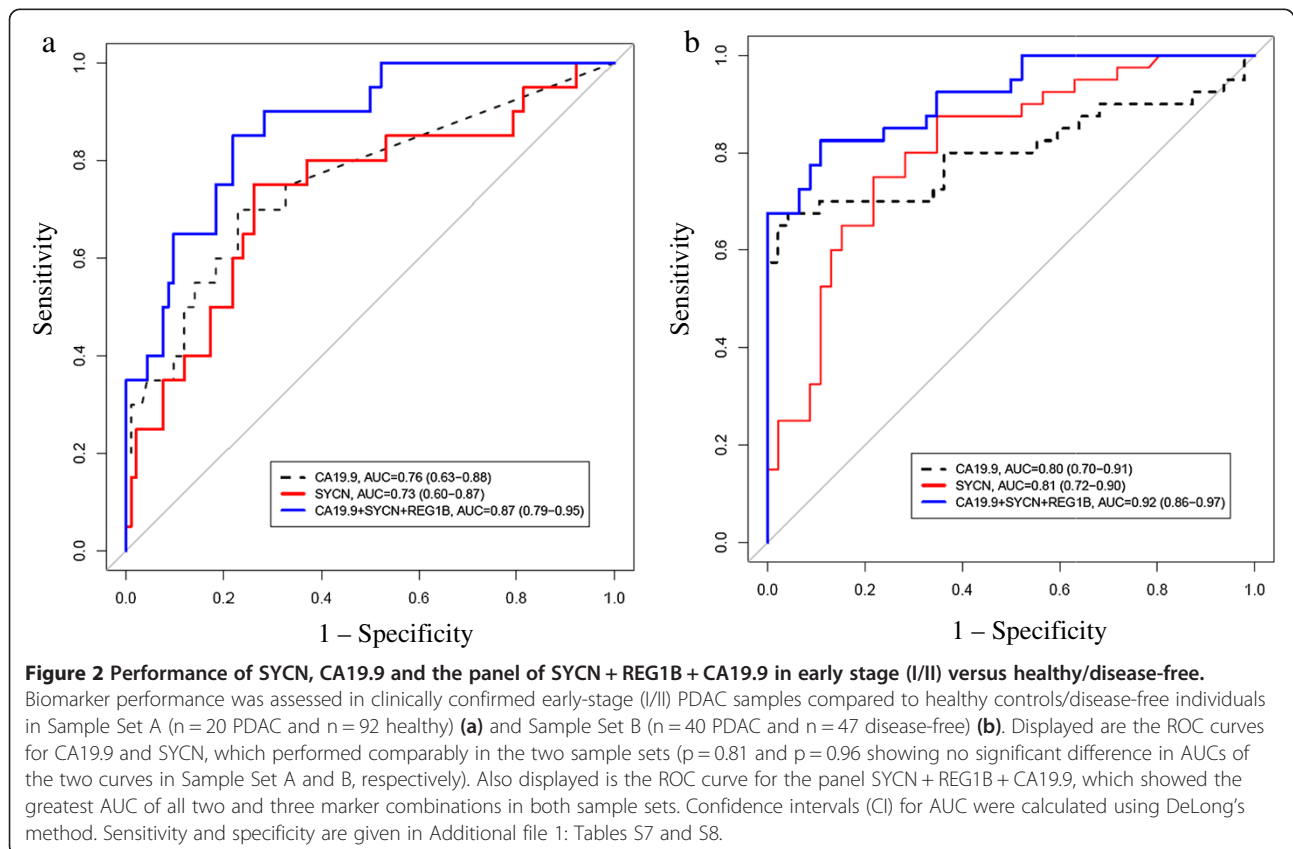 a
b
Sensitivity
0.0 0.2 0.4 0.6 0.8 1.0
CA19.9, AUC=0.76 (0.63–0.88)
SYCN, AUC=0.73 (0.60–0.87)
CA19.9+SYCN+REG1B, AUC=0.87 (0.79–0.95)
0.0 0.2 0.4 0.6 0.8 1.0
1 – Specificity
Sensitivity
0.0 0.2 0.4 0.6 0.8 1.0
CA19.9, AUC=0.80 (0.70–0.91)
SYCN, AUC=0.81 (0.72–0.90)
CA19.9+SYCN+REG1B, AUC=0.92 (0.86–0.97)
0.0 0.2 0.4 0.6 0.8 1.0
1 – Specificity
Figure 2 Performance of SYCN, CA19.9 and the panel of SYCN + REG1B + CA19.9 in early stage (I/II) versus healthy/disease-free.
Biomarker performance was assessed in clinically confirmed early-stage (I/II) PDAC samples compared to healthy controls/disease-free individuals
in Sample Set A (n = 20 PDAC and n = 92 healthy) (a) and Sample Set B (n = 40 PDAC and n = 47 disease-free) (b). Displayed are the ROC curves
for CA19.9 and SYCN, which performed comparably in the two sample sets (p = 0.81 and p = 0.96 showing no significant difference in AUCs of
the two curves in Sample Set A and B, respectively). Also displayed is the ROC curve for the panel SYCN + REG1B + CA19.9, which showed the
greatest AUC of all two and three marker combinations in both sample sets. Confidence intervals (CI) for AUC were calculated using DeLong's
method. Sensitivity and specificity are given in Additional file 1: Tables S7 and S8.